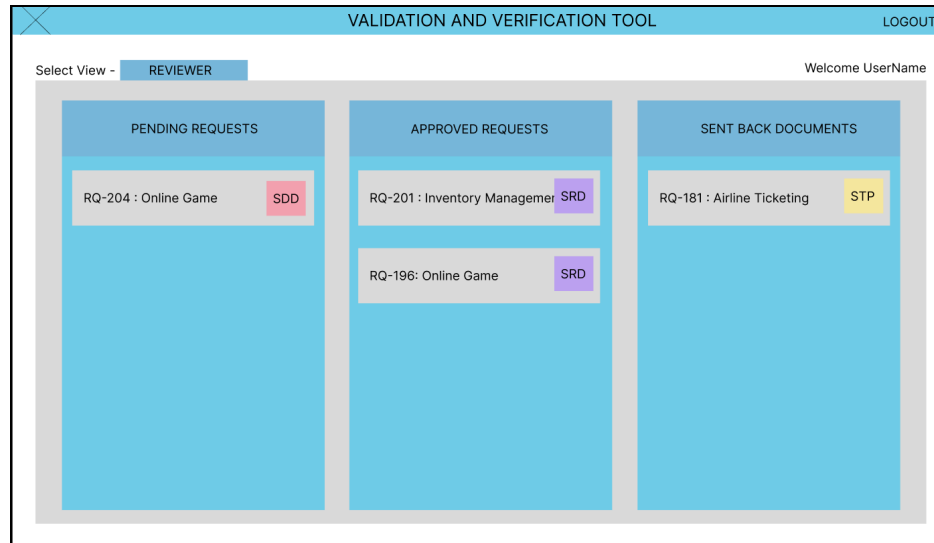 VALIDATION AND VERIFICATION TOOL
LOGOUT
Select View - REVIEWER
Welcome UserName
PENDING REQUESTS
RQ-204 : Online Game SDD
APPROVED REQUESTS
RQ-201 : Inventory Managemen SRD
RQ-196: Online Game SRD
SENT BACK DOCUMENTS
RQ-181 : Airline Ticketing STP